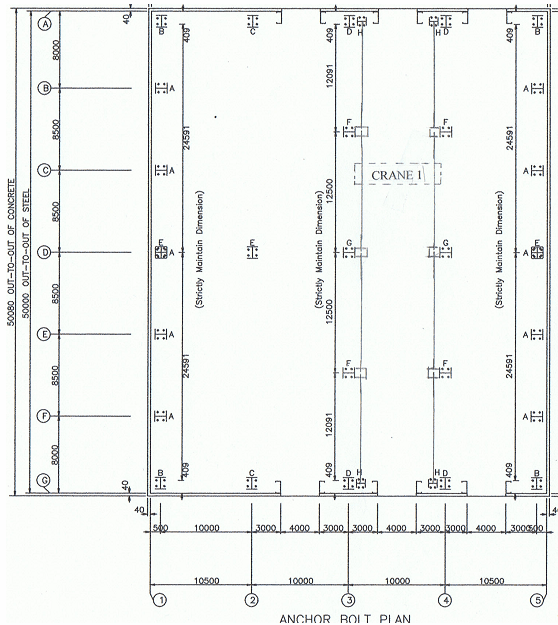 A
40
B
409
C
409
D
H
H
D
409
B
8000
12091
B
A
A
8500
24591
F
F
24591
50080 OUT-TO-OUT OF CONCRETE
50000 OUT-TO-OUT OF STEEL
C
A
CRANE 1
A
(Strictly Maintain Dimension)
(Strictly Maintain Dimension)
(Strictly Maintain Dimension)
8500
12500
D
E
A
E
G
G
A
E
8500
12500
E
A
A
8500
24591
F
F
24591
F
A
A
8000
12091
G
40
B
409
C
409
D
H
H
D
409
B
40
500
10000
3000
4000
3000
3000
3000
3000
4000
3000
500
10500
10000
10000
10500
1
2
3
4
5
ANCHOR BOLT PLAN